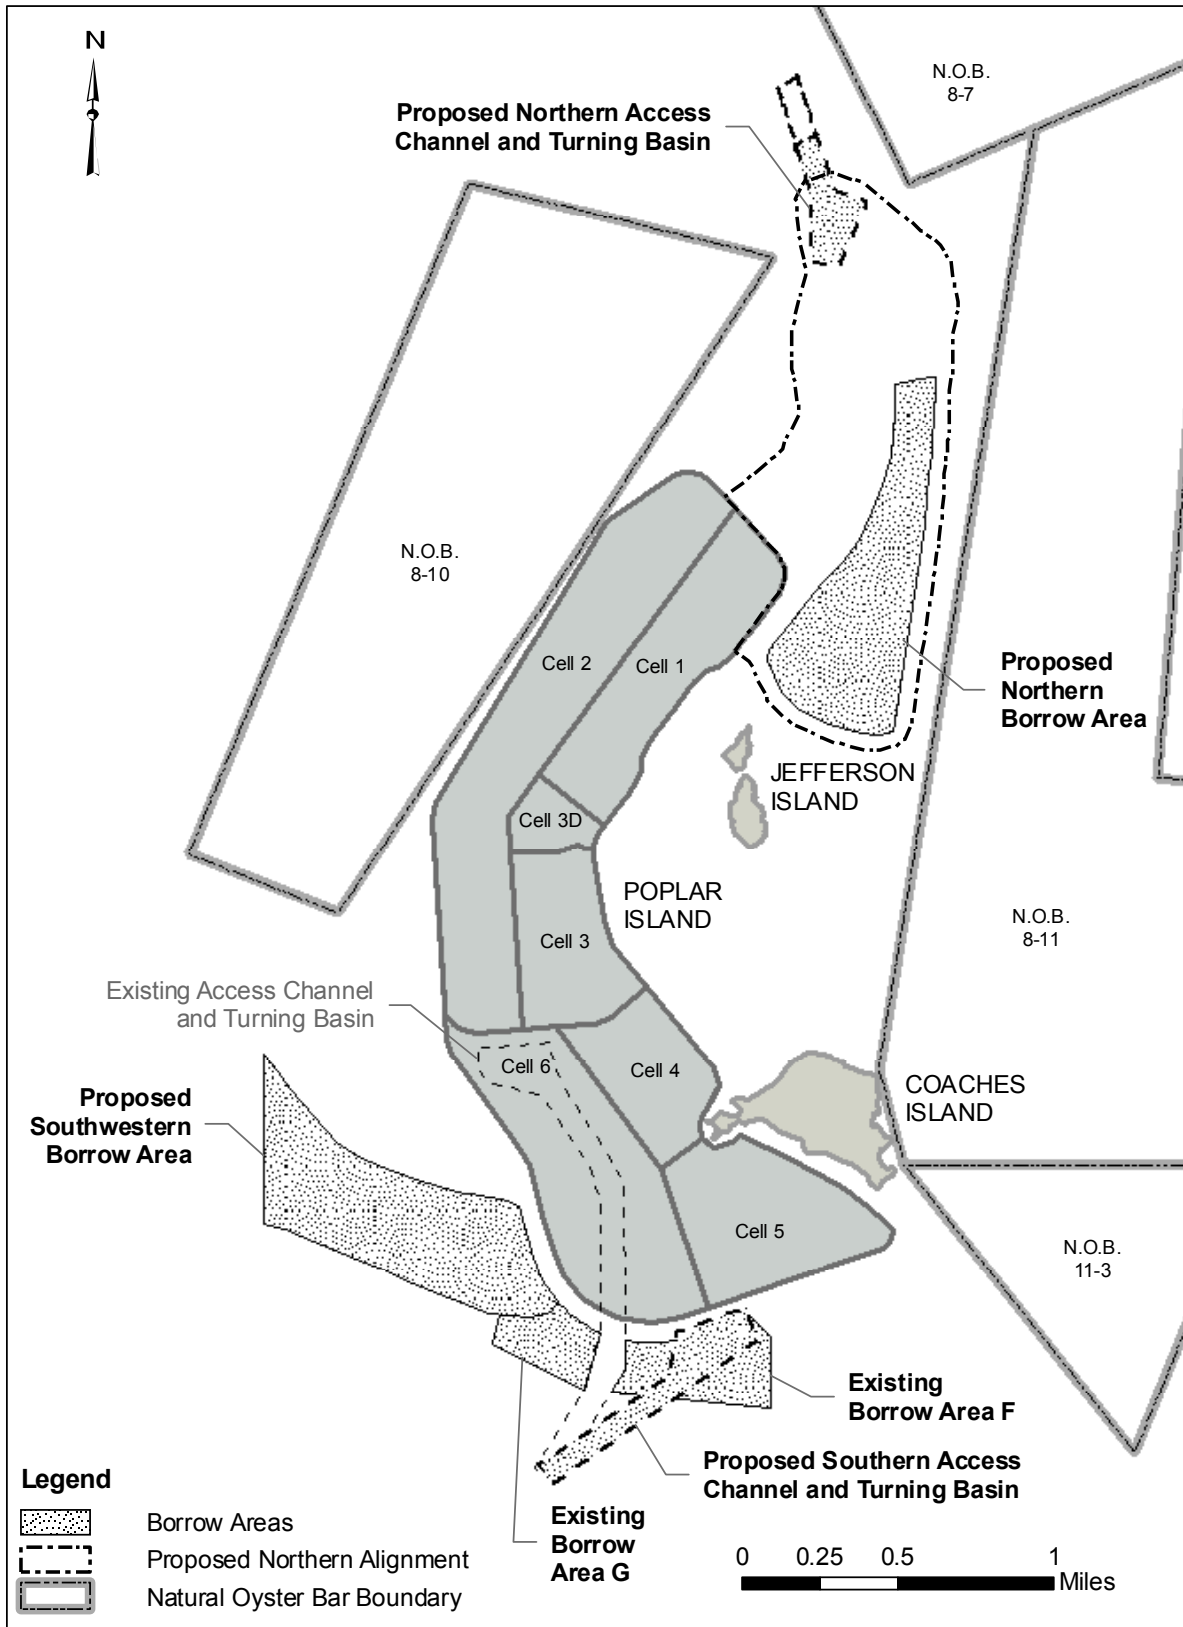 N
N.O.B.
8-7
Proposed Northern Access
Channel and Turning Basin
N.O.B.
8-10
Cell 2
Cell 1
Proposed
Northern
Borrow Area
JEFFERSON
ISLAND
Cell 3D
POPLAR
ISLAND
N.O.B.
8-11
Cell 3
Existing Access Channel
and Turning Basin
Cell 6
Cell 4
COACHES
ISLAND
Proposed
Southwestern
Borrow Area
Cell 5
N.O.B.
11-3
Existing
Borrow Area F
Proposed Southern Access
Channel and Turning Basin
Existing
Borrow
Area G
Legend
Borrow Areas
Proposed Northern Alignment
Natural Oyster Bar Boundary
0 0.25 0.5 1
Miles